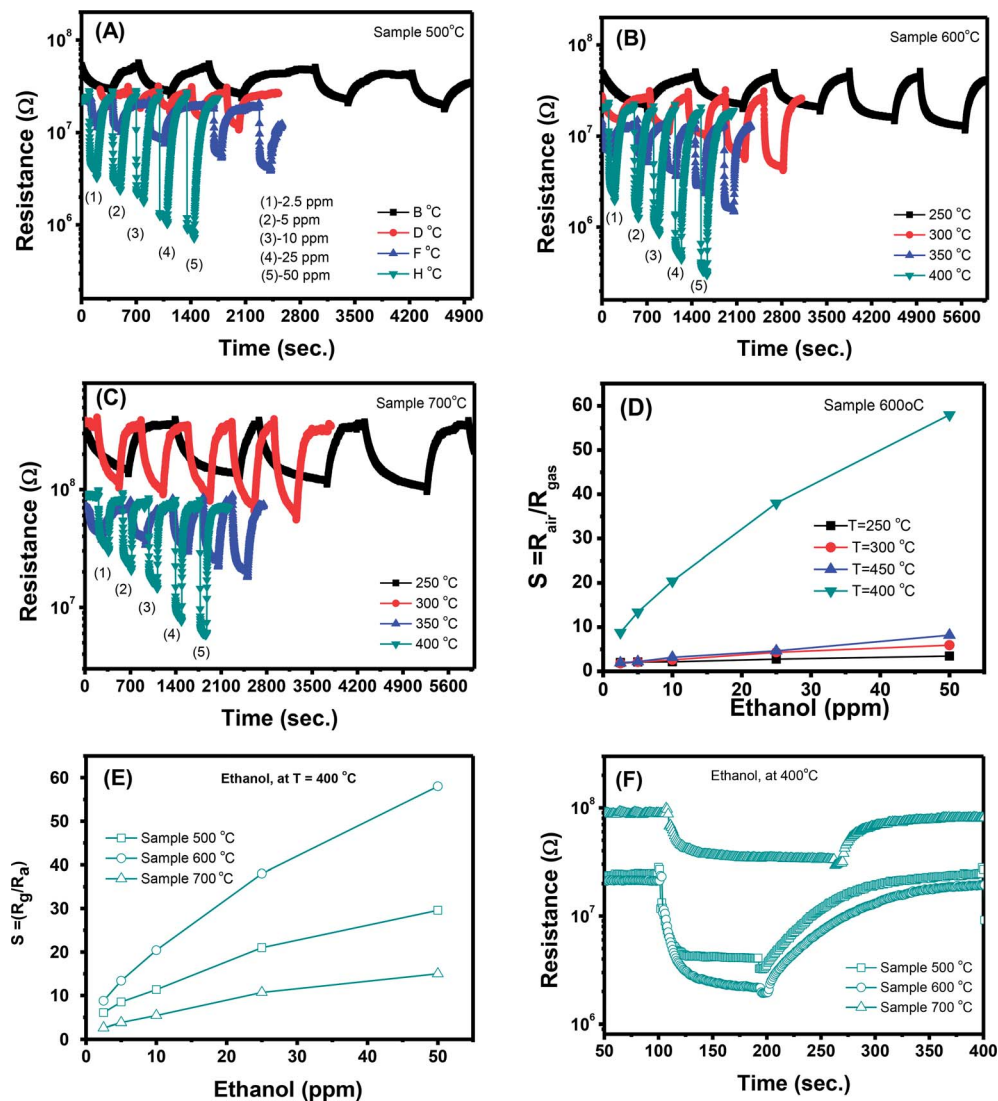 (A)
Sample 500°C
10⁸
10⁷
10⁶
Resistance (Ω)
(1)
(2)
(3)
(4)
(5)
(1)-2.5 ppm
(2)-5 ppm
(3)-10 ppm
(4)-25 ppm
(5)-50 ppm
B °C
D °C
F °C
H °C
0 700 1400 2100 2800 3500 4200 4900
Time (sec.)
(B)
Sample 600°C
10⁸
10⁷
10⁶
Resistance (Ω)
(1)
(2)
(3)
(4)
(5)
250 °C
300 °C
350 °C
400 °C
0 700 1400 2100 2800 3500 4200 4900 5600
Time (sec.)
(C)
Sample 700°C
10⁸
10⁷
Resistance (Ω)
(1)
(2)
(3)
(4)
(5)
250 °C
300 °C
350 °C
400 °C
0 700 1400 2100 2800 3500 4200 4900 5600
Time (sec.)
(D)
Sample 600oC
60
50
40
30
20
10
0
S =R_air/R_gas
T=250 °C
T=300 °C
T=450 °C
T=400 °C
0 10 20 30 40 50
Ethanol (ppm)
(E)
Ethanol, at T = 400 °C
60
50
40
30
20
10
0
S =(R_g/R_a)
Sample 500 °C
Sample 600 °C
Sample 700 °C
0 10 20 30 40 50
Ethanol (ppm)
(F)
Ethanol, at 400°C
10⁸
10⁷
10⁶
Resistance (Ω)
Sample 500 °C
Sample 600 °C
Sample 700 °C
50 100 150 200 250 300 350 400
Time (sec.)